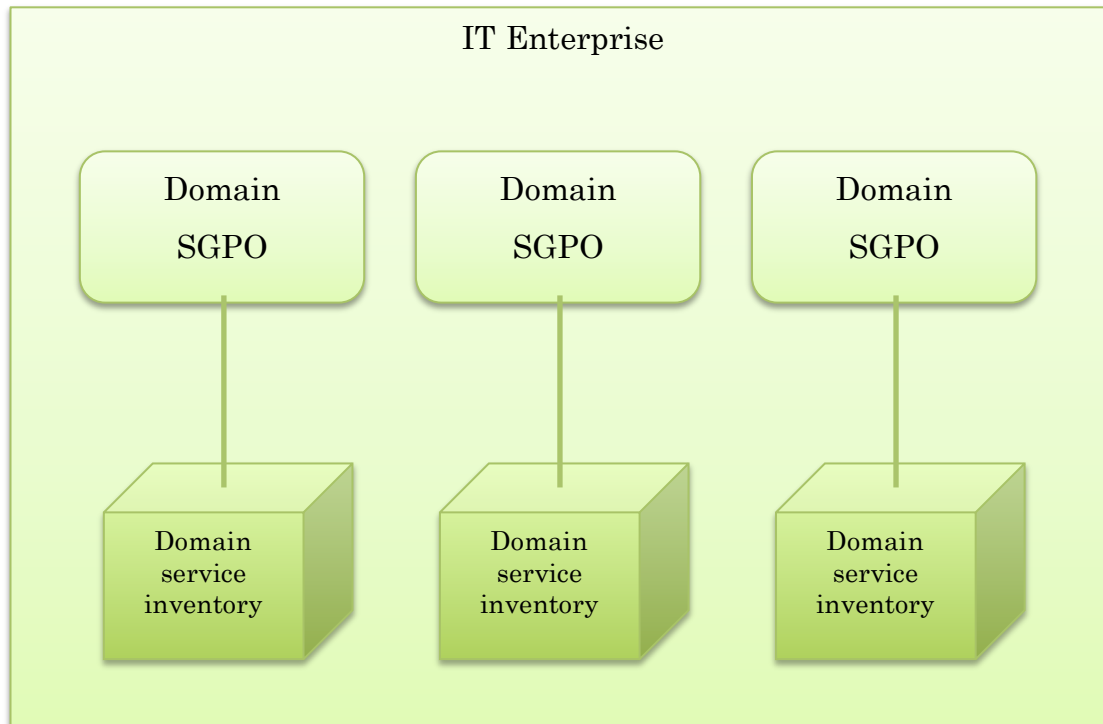 IT Enterprise
Domain
SGPO
Domain
SGPO
Domain
SGPO
Domain
service
inventory
Domain
service
inventory
Domain
service
inventory